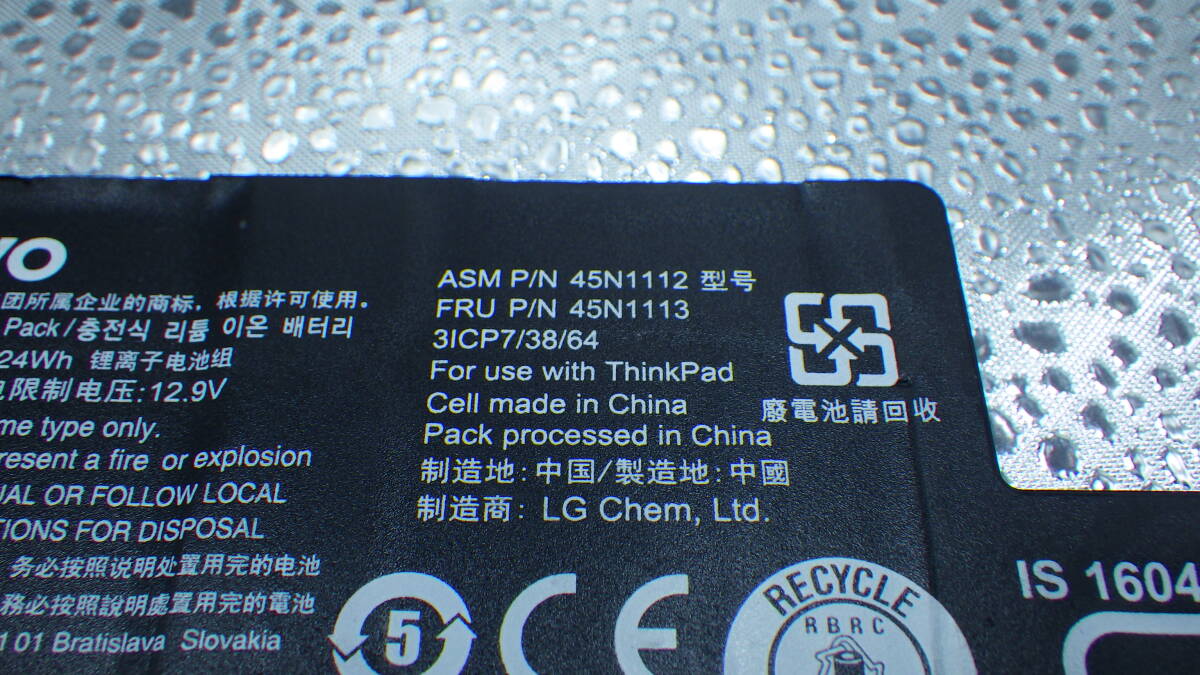 vo
团所属企业的商标，根据许可使用。
Pack/충전식 리튬 이온 배터리
24Wh 锂离子电池组
电限制电压:12.9V
me type only.
resent a fire or explosion
UAL OR FOLLOW LOCAL
TIONS FOR DISPOSAL
务必按照说明处置用完的电池
務必按照說明處置用完的電池
101 Bratislava Slovakia
ASM P/N 45N1112 型号
FRU P/N 45N1113
3ICP7/38/64
For use with ThinkPad
Cell made in China
Pack processed in China
制造地:中国/製造地:中國
制造商: LG Chem, Ltd.
廢電池請回收
5
CE
RECYCLE
RBRC
IS 1604